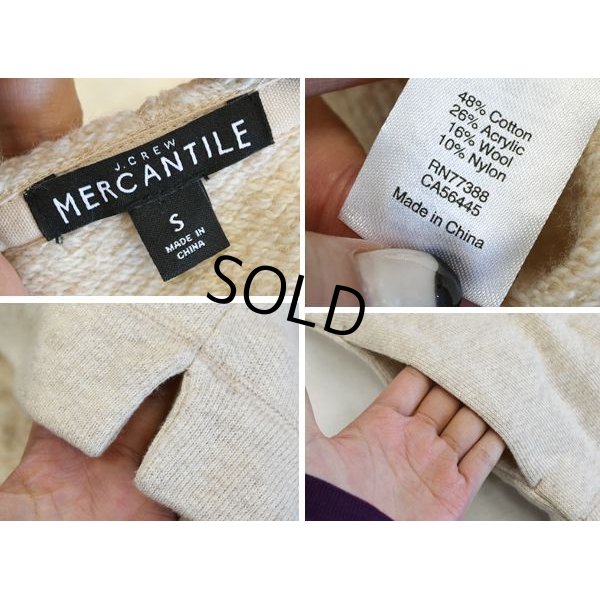 J.CREW
MERCANTILE
S
MADE IN
CHINA
48% Cotton
26% Acrylic
16% Wool
10% Nylon
RN77388
CA56445
Made in China
SOLD